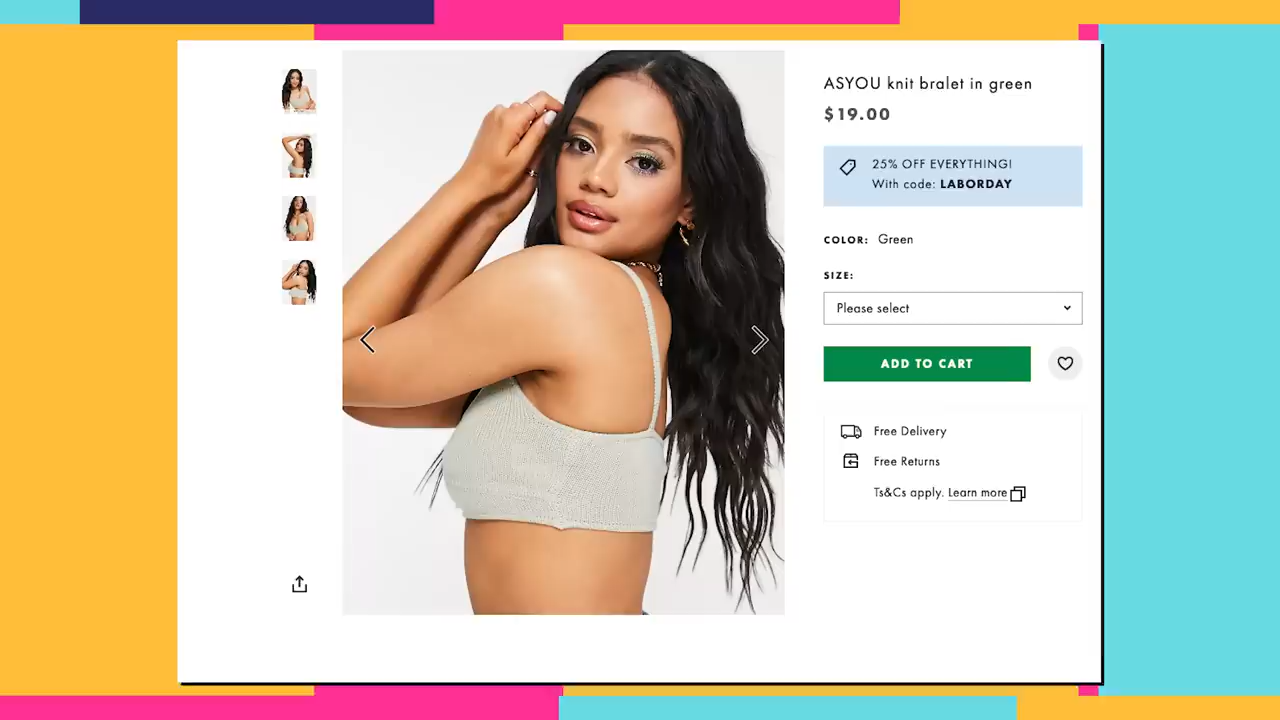 ASYOU knit bralet in green
$19.00
25% OFF EVERYTHING!
With code: LABORDAY
COLOR: Green
SIZE:
Please select
ADD TO CART
Free Delivery
Free Returns
Ts&Cs apply. Learn more